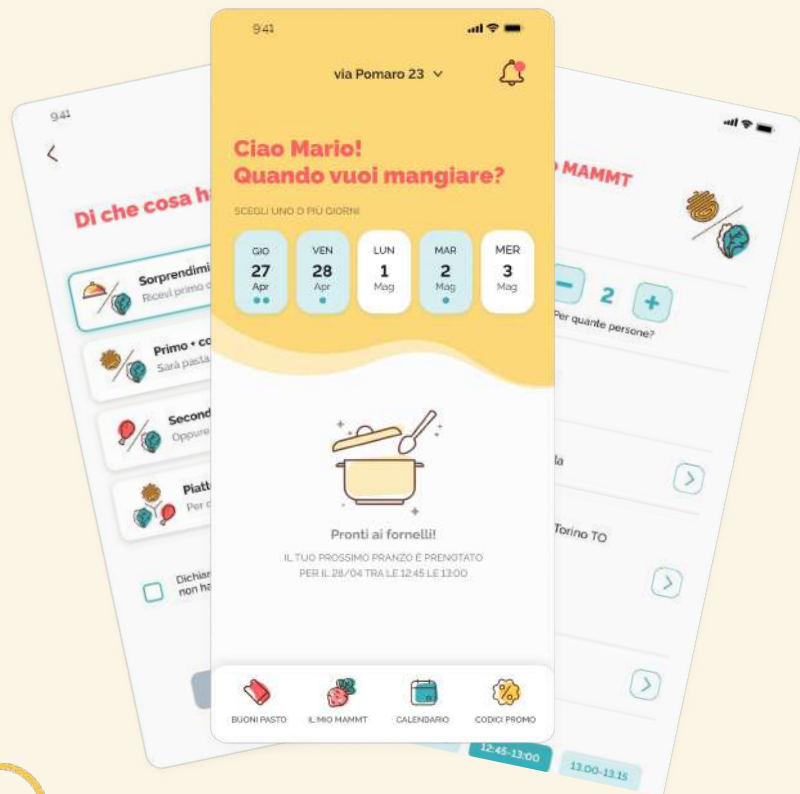 9:41
Di che cosa h
Sorprendimi
Ricevi primo
Primo • co
Sarà pasta
Second
Oppure
Piatt
Per
Dichiar
non ha
9:41
via Pomaro 23
Ciao Mario!
Quando vuoi mangiare?
SCEGLI UNO O PIÙ GIORNI
GIO VEN LUN MAR MER
27 28 1 2 3
Apr Apr Mag Mag Mag
Pronti ai fornelli!
IL TUO PROSSIMO PRANZO È PRENOTATO
PER IL 28/04 TRA LE 12:45 LE 13:00
BUONI PASTO IL MIO MAMMT CALENDARIO CODICI PROMO
MAMMT
− 2 +
Per quante persone?
la
Torino TO
12:45-13:00 13:00-13:15